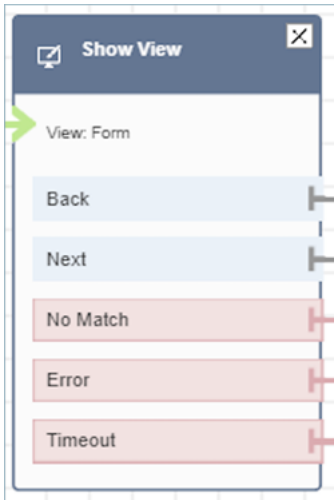 Show View
View: Form
Back
Next
No Match
Error
Timeout